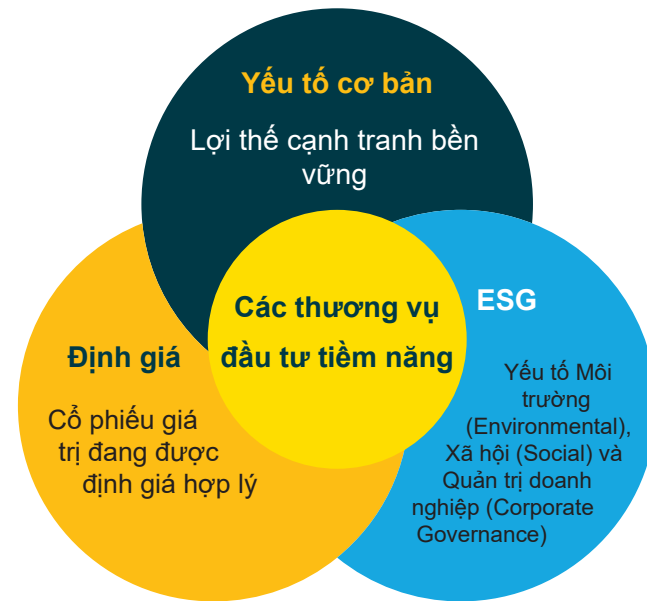 Yếu tố cơ bản
Lợi thế cạnh tranh bền
vững
Các thương vụ
đầu tư tiềm năng
Định giá
Cổ phiếu giá
trị đang được
định giá hợp lý
ESG
Yếu tố Môi
trường
(Environmental),
Xã hội (Social) và
Quản trị doanh
nghiệp (Corporate
Governance)